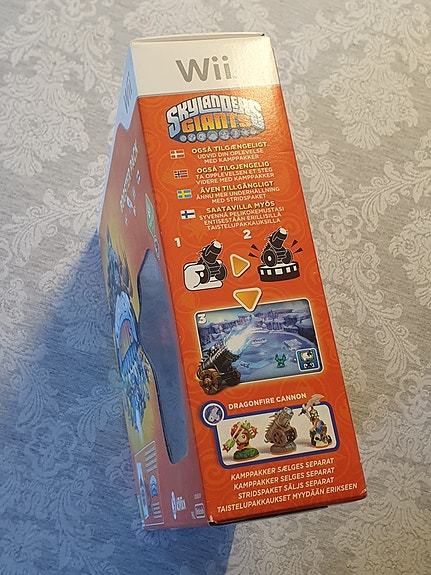 Wii
SKYLANDERS
GIANTS
OGSÅ TILGÆNGELIGT
UDVID DIN OPLEVELSE
MED KAMPPAKKER
OGSÅ TILGJENGELIG
TA OPPLEVELSEN ET STEG
VIDERE MED KAMPPAKKER
ÄVEN TILLGÄNGLIGT
ÄNNU MER UNDERHÅLLNING
MED STRIDSPAKET
SAATAVILLA MYÖS
SYVENNÄ PELIKOKEMUSTASI
ENTISESTÄÄN ERILLISILLÄ
TAISTELUPAKKAUKSILLA
1
2
3
DRAGONFIRE CANNON
KAMPPAKKER SÆLGES SEPARAT
KAMPPAKKER SELGES SEPARAT
STRIDSPAKET SÄLJS SEPARAT
TAISTELUPAKKAUKSET MYYDÄÄN ERIKSEEN
Wii